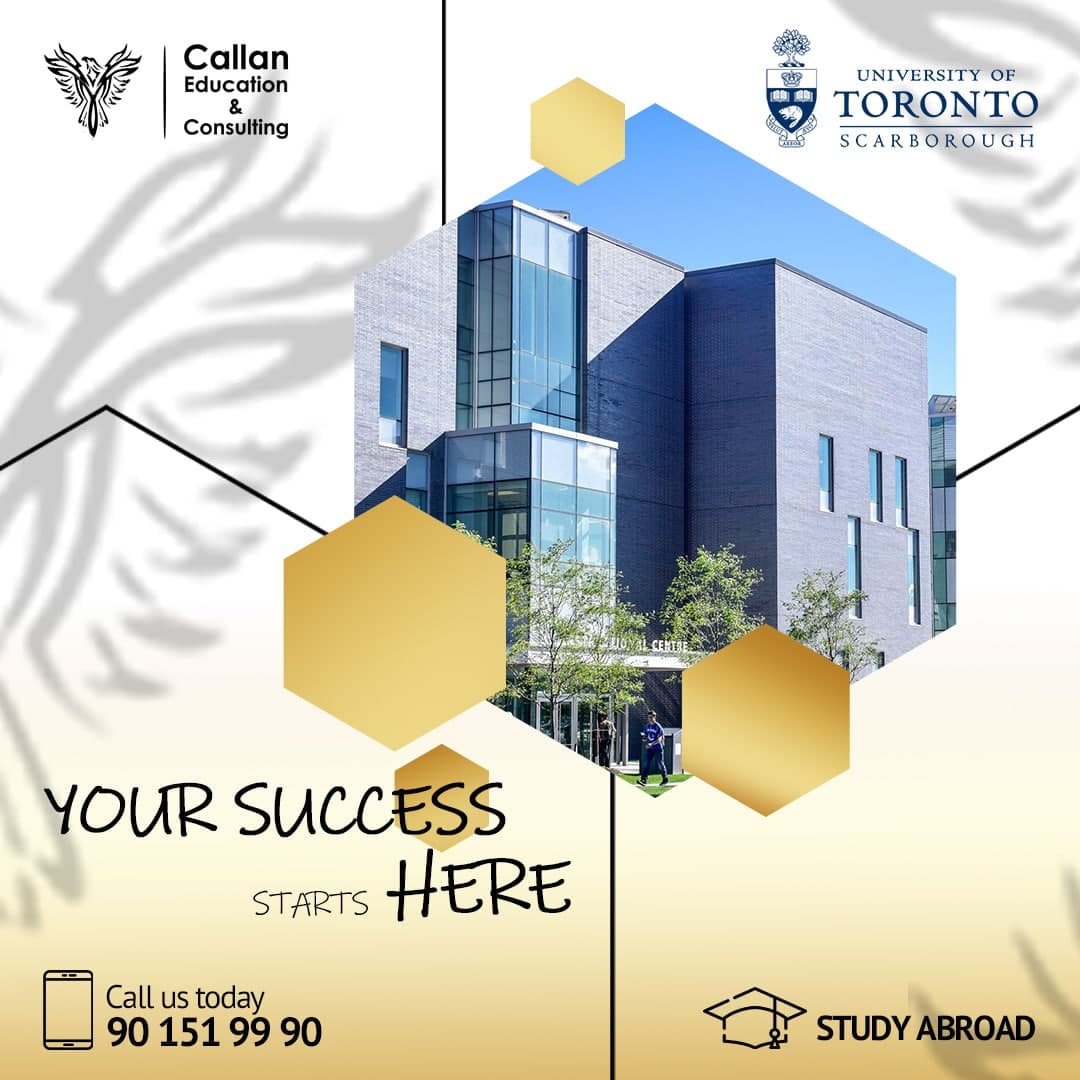 Callan
Education
&
Consulting
UNIVERSITY OF
TORONTO
SCARBOROUGH
CENTRE
YOUR SUCCESS
STARTS HERE
Call us today
90 151 99 90
STUDY ABROAD